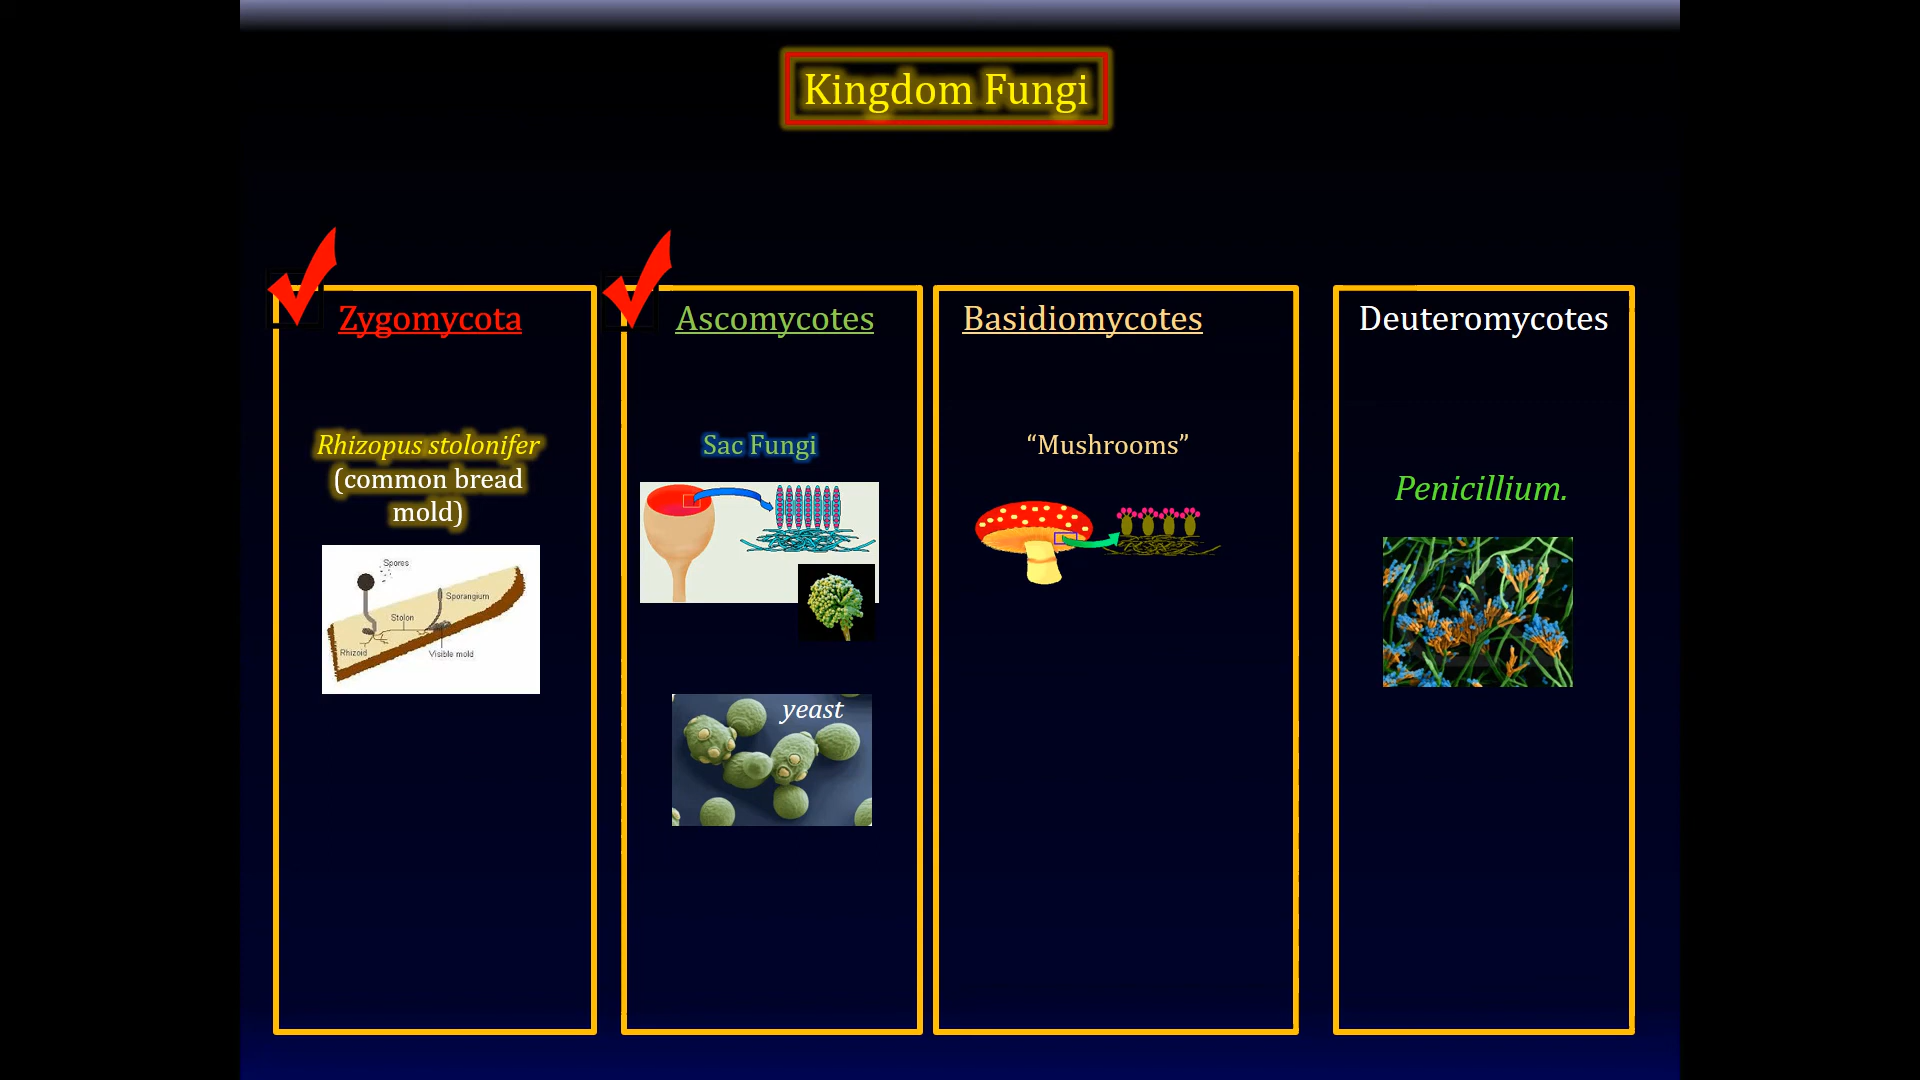 Kingdom Fungi
Zygomycota
Rhizopus stolonifer
(common bread
mold)
Spores
Sporangium
Stolon
Rhizoid
Visible mold
Ascomycotes
Sac Fungi
yeast
Basidiomycotes
“Mushrooms”
Deuteromycotes
Penicillium.